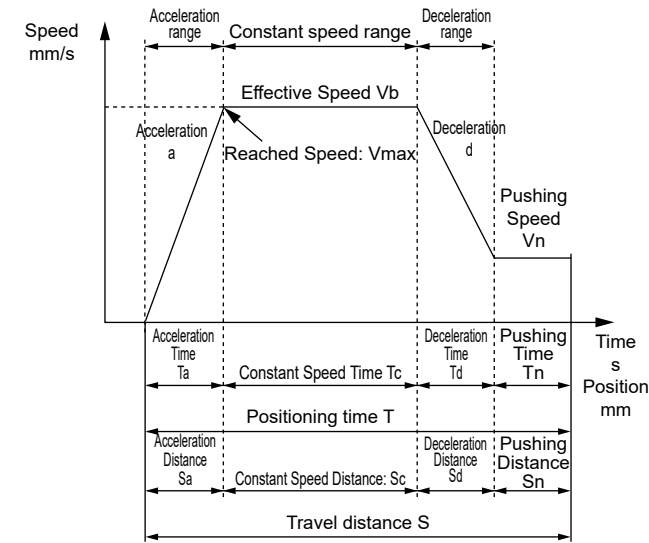 Speed
mm/s
Acceleration
range
Constant speed range
Deceleration
range
Effective Speed Vb
Acceleration
a
Reached Speed: Vmax
Deceleration
d
Pushing
Speed
Vn
Acceleration
Time
Ta
Constant Speed Time Tc
Deceleration
Time
Td
Pushing
Time
Tn
Time
s
Position
mm
Positioning time T
Acceleration
Distance
Sa
Constant Speed Distance: Sc
Deceleration
Distance
Sd
Pushing
Distance
Sn
Travel distance S